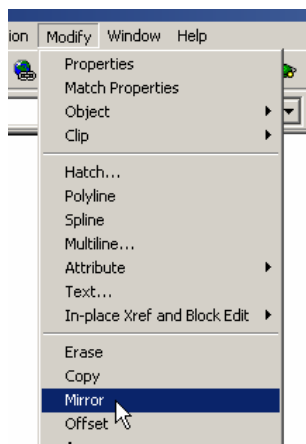 ion Modify Window Help
Properties
Match Properties
Object
Clip
Hatch...
Polyline
Spline
Multiline...
Attribute
Text...
In-place Xref and Block Edit
Erase
Copy
Mirror
Offset